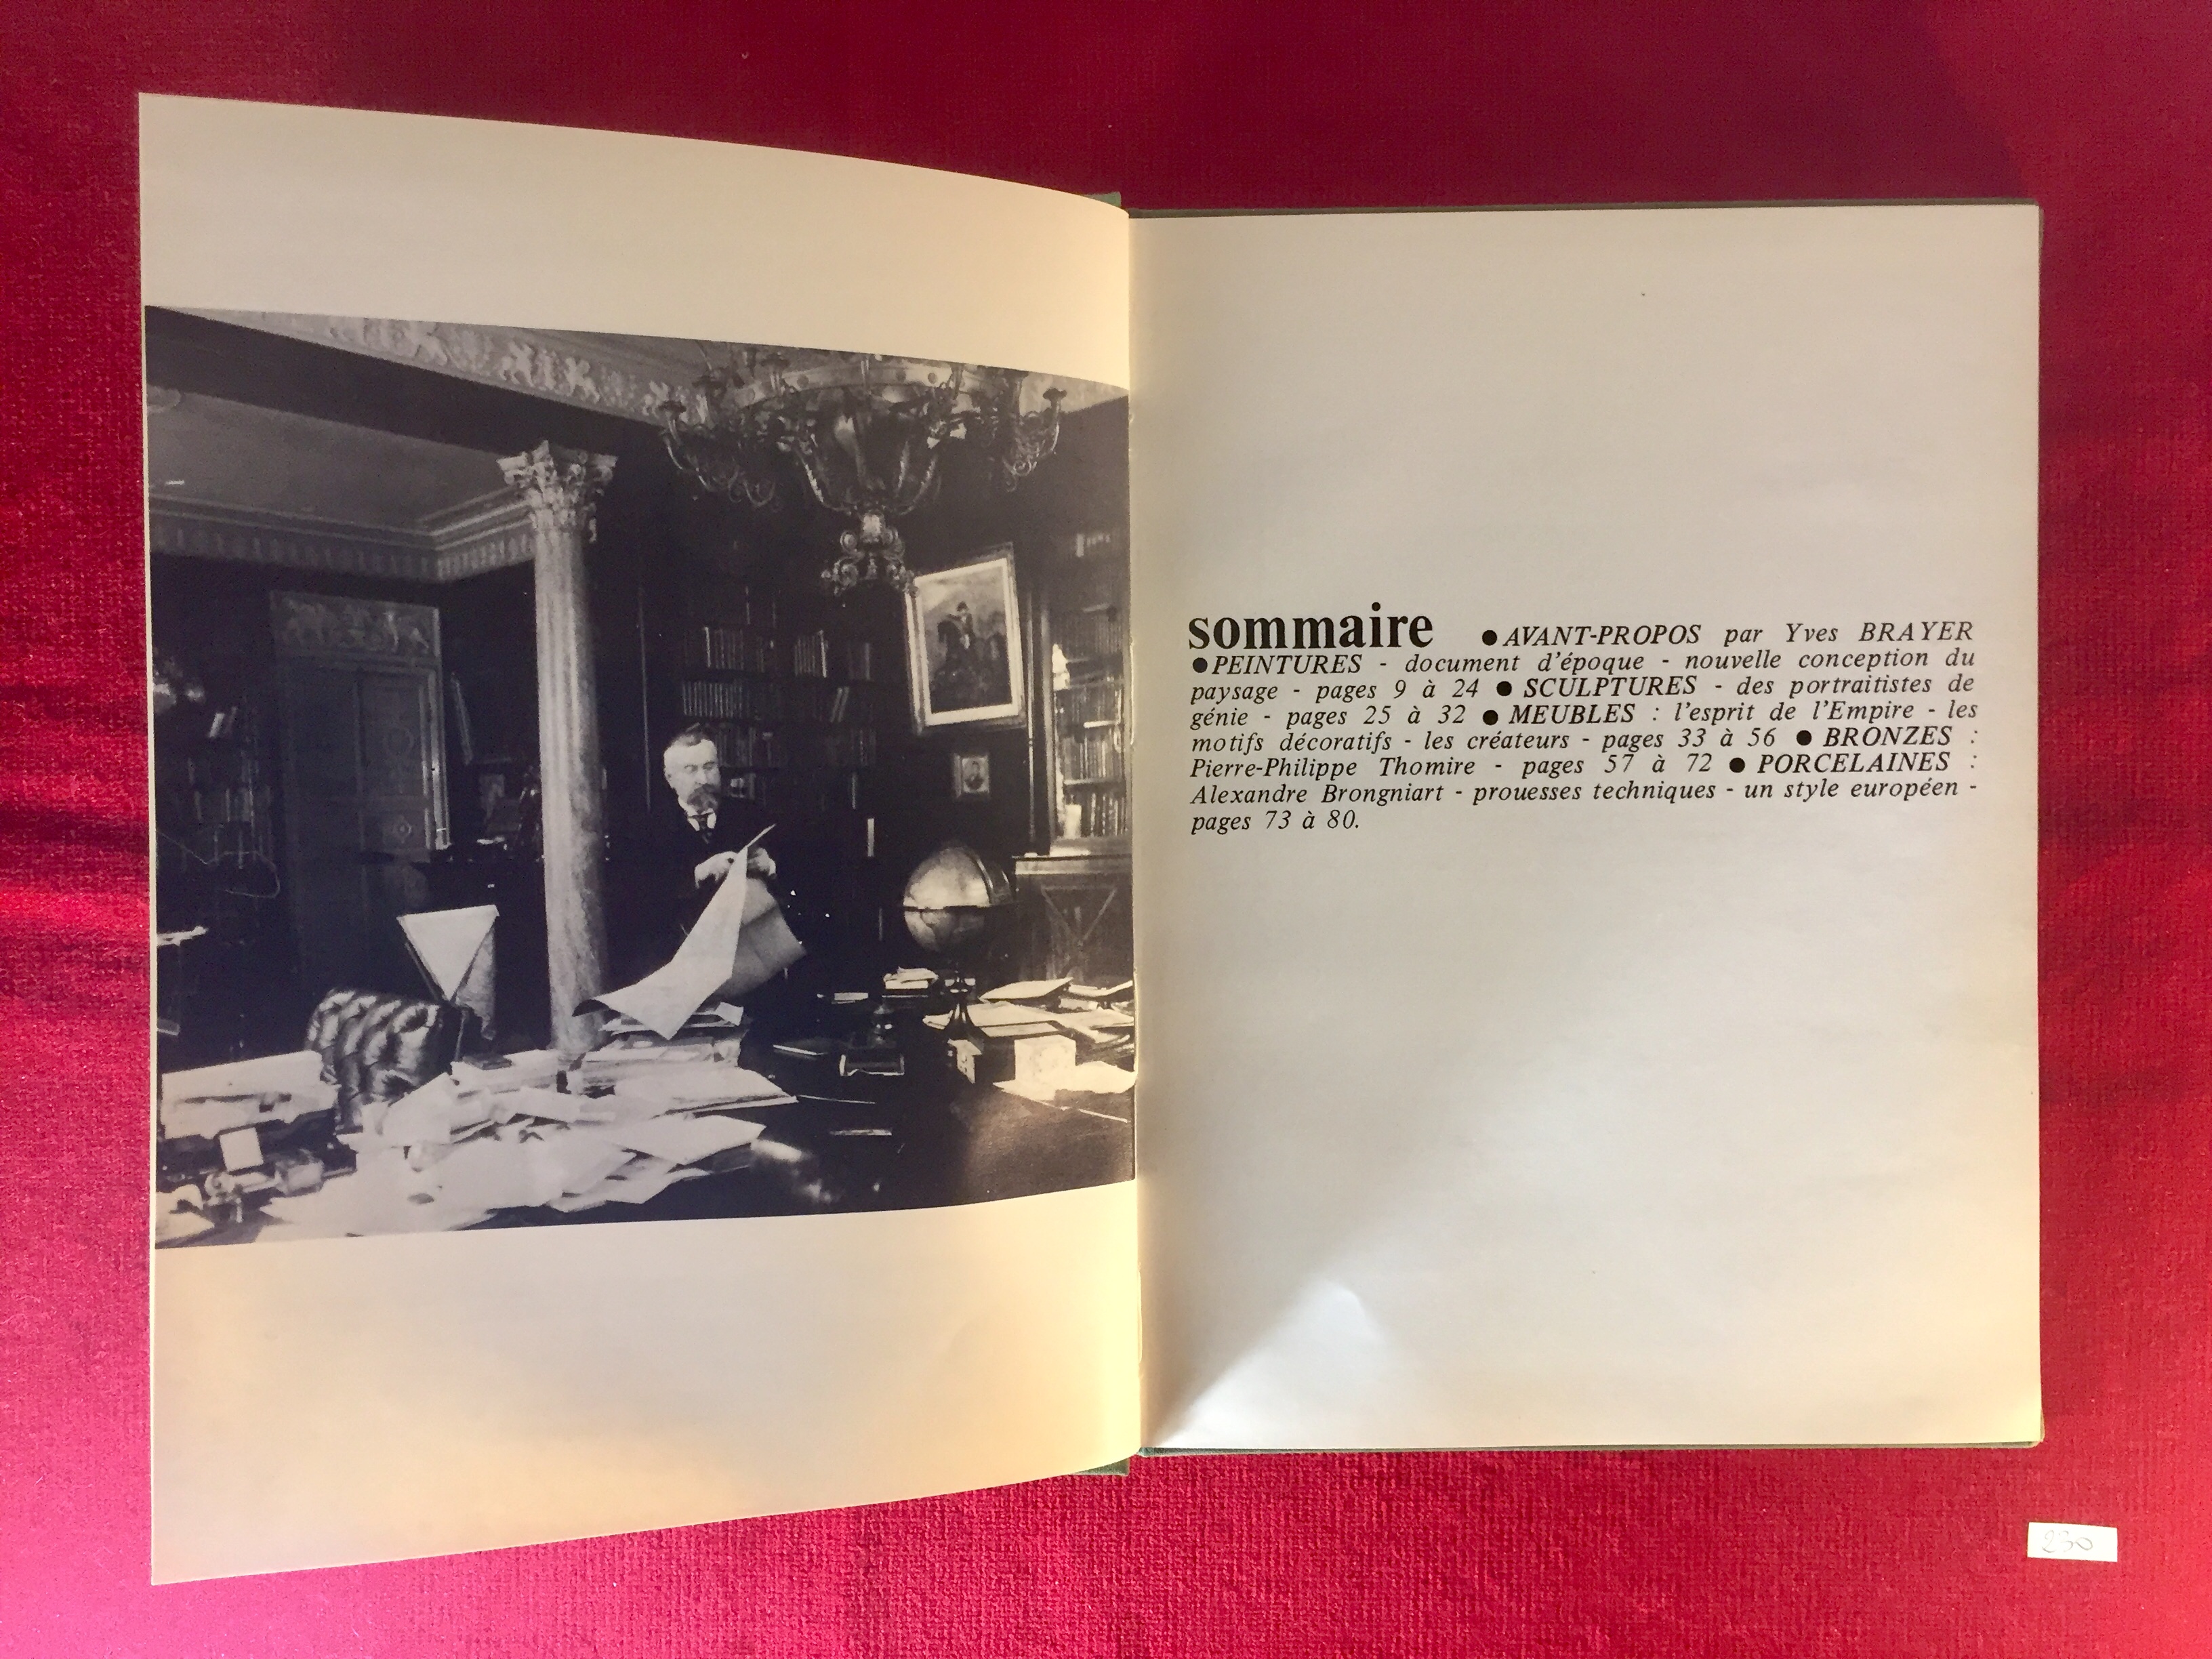 sommaire ●AVANT-PROPOS par Yves BRAYER
●PEINTURES - document d'époque - nouvelle conception du
paysage - pages 9 à 24 ● SCULPTURES - des portraitistes de
génie - pages 25 à 32 ● MEUBLES : l'esprit de l'Empire - les
motifs décoratifs - les créateurs - pages 33 à 56 ● BRONZES :
Pierre-Philippe Thomire - pages 57 à 72 ● PORCELAINES :
Alexandre Brongniart - prouesses techniques - un style européen -
pages 73 à 80.
230